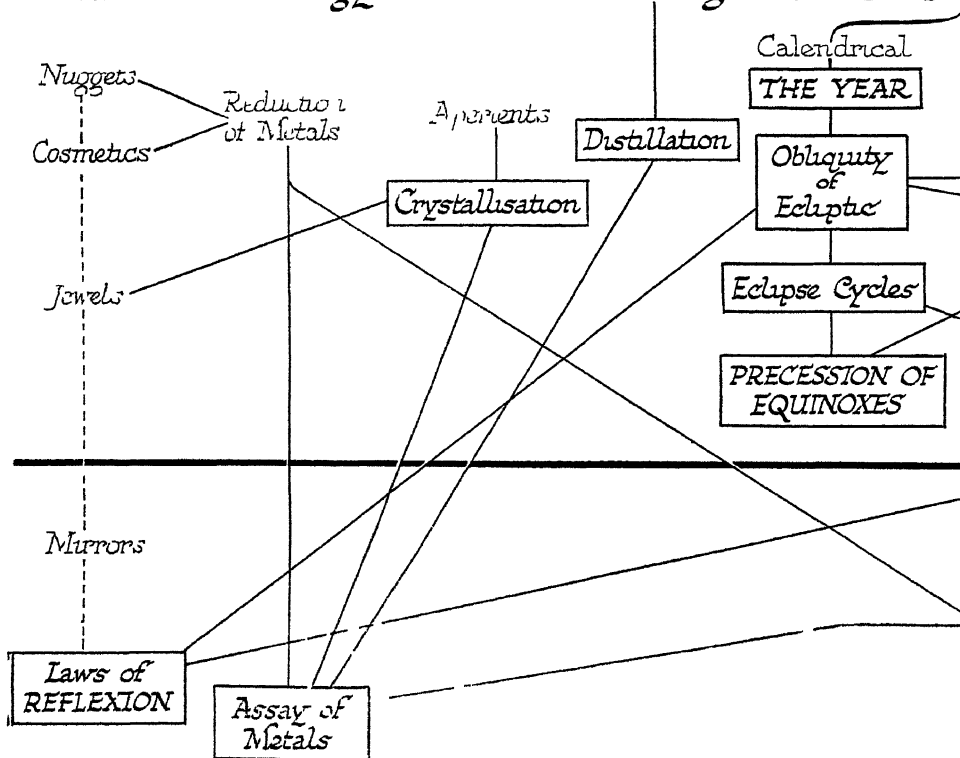 Calendrical
THE YEAR
Nuggets
Reduction
of Metals
Aperients
Distillation
Cosmetics
Obliquity
of
Ecliptic
Crystallisation
Jewels
Eclipse Cycles
PRECESSION OF
EQUINOXES
Mirrors
Laws of
REFLEXION
Assay of
Metals